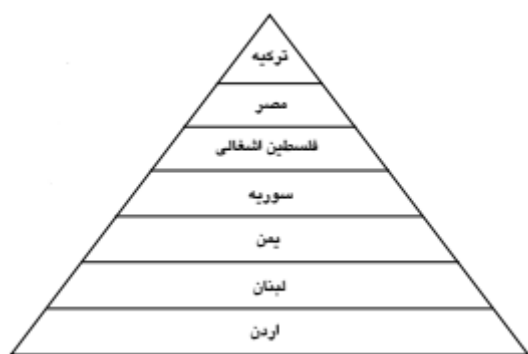 ترکیه
مصر
فلسطین اشغالی
سوریه
یمن
لبنان
اردن